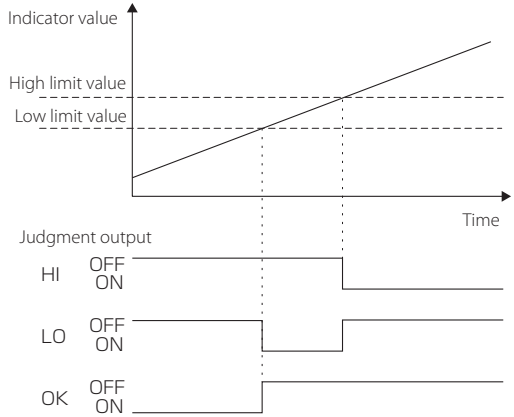 Indicator value
High limit value
Low limit value
Time
Judgment output
HI OFF
ON
LO OFF
ON
OK OFF
ON